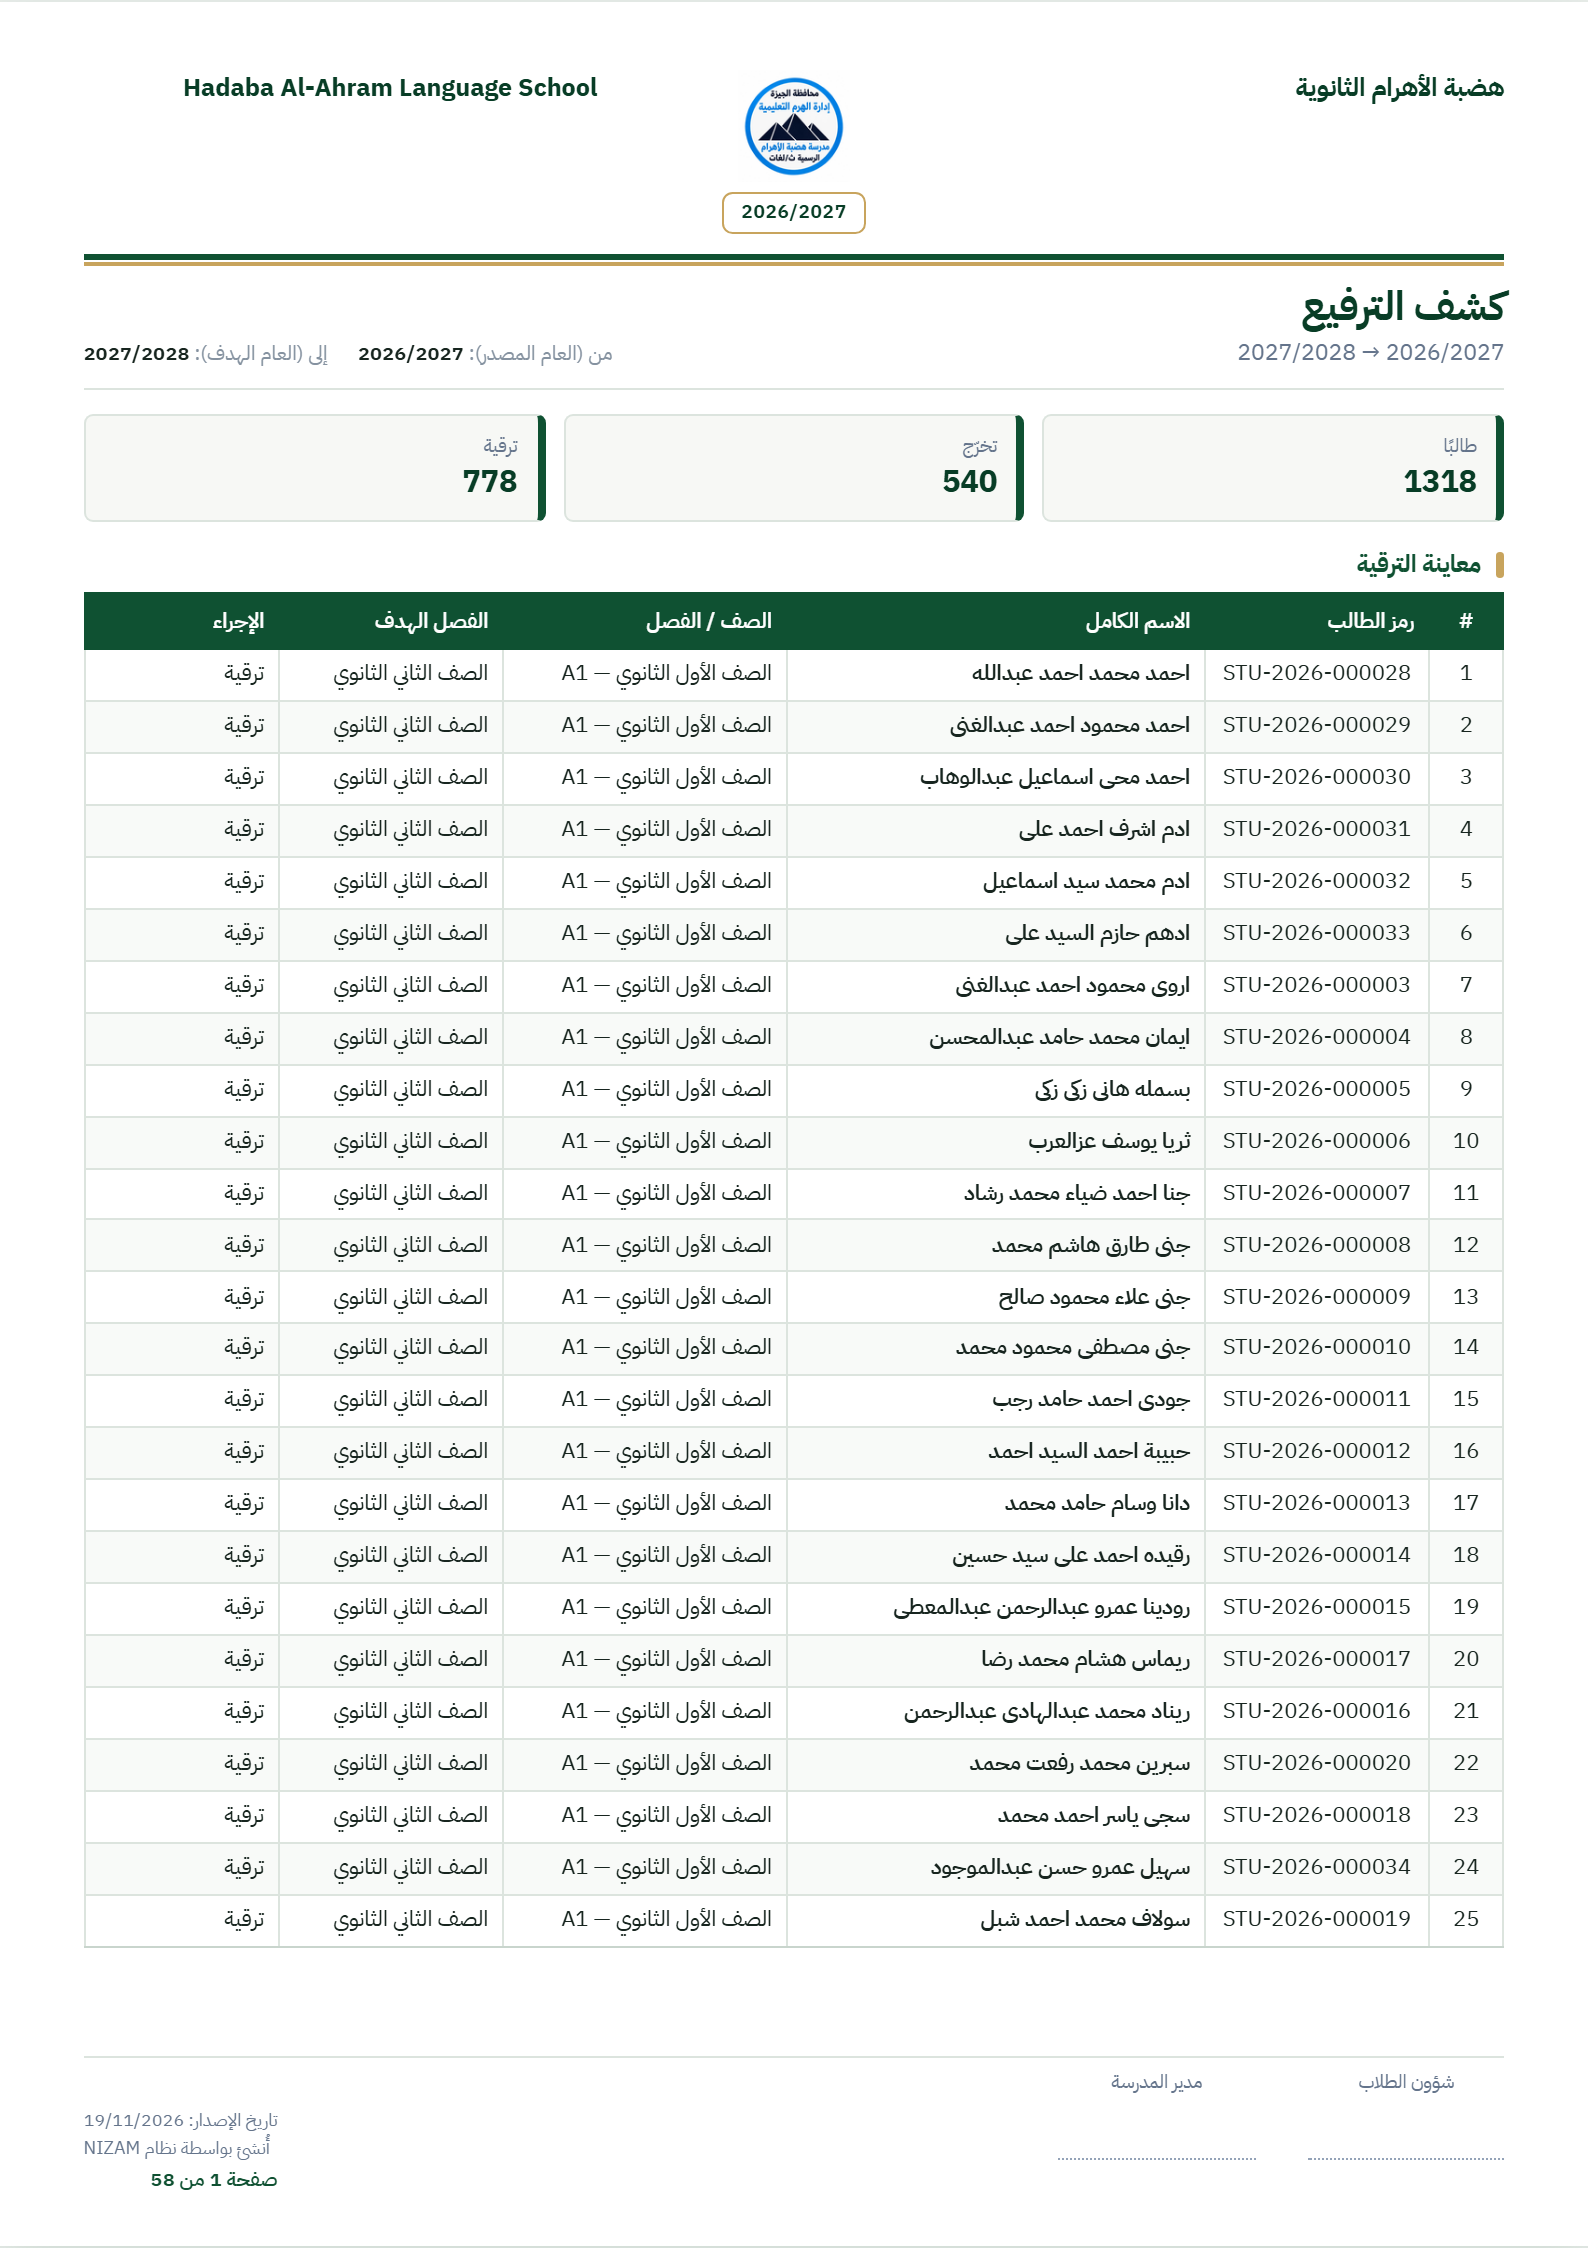 هضبة الأهرام الثانوية
محافظة الجيزة
إدارة الهرم التعليمية
مدرسة هضبة الأهرام
الرسمية ث/لغات
Hadaba Al-Ahram Language School
2026/2027
كشف الترفيع
2026/2027 → 2027/2028
من (العام المصدر): 2026/2027 إلى (العام الهدف): 2027/2028
طالبًا
1318
تخرّج
540
ترقية
778
معاينة الترقية
# رمز الطالب الاسم الكامل الصف / الفصل الفصل الهدف الإجراء
1 STU-2026-000028 احمد محمد احمد عبدالله الصف الأول الثانوي — A1 الصف الثاني الثانوي ترقية
2 STU-2026-000029 احمد محمود احمد عبدالغنى الصف الأول الثانوي — A1 الصف الثاني الثانوي ترقية
3 STU-2026-000030 احمد محى اسماعيل عبدالوهاب الصف الأول الثانوي — A1 الصف الثاني الثانوي ترقية
4 STU-2026-000031 ادم اشرف احمد على الصف الأول الثانوي — A1 الصف الثاني الثانوي ترقية
5 STU-2026-000032 ادم محمد سيد اسماعيل الصف الأول الثانوي — A1 الصف الثاني الثانوي ترقية
6 STU-2026-000033 ادهم حازم السيد على الصف الأول الثانوي — A1 الصف الثاني الثانوي ترقية
7 STU-2026-000003 اروى محمود احمد عبدالغنى الصف الأول الثانوي — A1 الصف الثاني الثانوي ترقية
8 STU-2026-000004 ايمان محمد حامد عبدالمحسن الصف الأول الثانوي — A1 الصف الثاني الثانوي ترقية
9 STU-2026-000005 بسمله هانى زكى زكى الصف الأول الثانوي — A1 الصف الثاني الثانوي ترقية
10 STU-2026-000006 ثريا يوسف عزالعرب الصف الأول الثانوي — A1 الصف الثاني الثانوي ترقية
11 STU-2026-000007 جنا احمد ضياء محمد رشاد الصف الأول الثانوي — A1 الصف الثاني الثانوي ترقية
12 STU-2026-000008 جنى طارق هاشم محمد الصف الأول الثانوي — A1 الصف الثاني الثانوي ترقية
13 STU-2026-000009 جنى علاء محمود صالح الصف الأول الثانوي — A1 الصف الثاني الثانوي ترقية
14 STU-2026-000010 جنى مصطفى محمود محمد الصف الأول الثانوي — A1 الصف الثاني الثانوي ترقية
15 STU-2026-000011 جودى احمد حامد رجب الصف الأول الثانوي — A1 الصف الثاني الثانوي ترقية
16 STU-2026-000012 حبيبة احمد السيد احمد الصف الأول الثانوي — A1 الصف الثاني الثانوي ترقية
17 STU-2026-000013 دانا وسام حامد محمد الصف الأول الثانوي — A1 الصف الثاني الثانوي ترقية
18 STU-2026-000014 رقيده احمد على سيد حسين الصف الأول الثانوي — A1 الصف الثاني الثانوي ترقية
19 STU-2026-000015 رودينا عمرو عبدالرحمن عبدالمعطى الصف الأول الثانوي — A1 الصف الثاني الثانوي ترقية
20 STU-2026-000017 ريماس هشام محمد رضا الصف الأول الثانوي — A1 الصف الثاني الثانوي ترقية
21 STU-2026-000016 ريناد محمد عبدالهادى عبدالرحمن الصف الأول الثانوي — A1 الصف الثاني الثانوي ترقية
22 STU-2026-000020 سبرين محمد رفعت محمد الصف الأول الثانوي — A1 الصف الثاني الثانوي ترقية
23 STU-2026-000018 سجى ياسر احمد محمد الصف الأول الثانوي — A1 الصف الثاني الثانوي ترقية
24 STU-2026-000034 سهيل عمرو حسن عبدالموجود الصف الأول الثانوي — A1 الصف الثاني الثانوي ترقية
25 STU-2026-000019 سولاف محمد احمد شبل الصف الأول الثانوي — A1 الصف الثاني الثانوي ترقية
شؤون الطلاب
مدير المدرسة
تاريخ الإصدار: 19/11/2026
أُنشئ بواسطة نظام NIZAM
صفحة 1 من 58